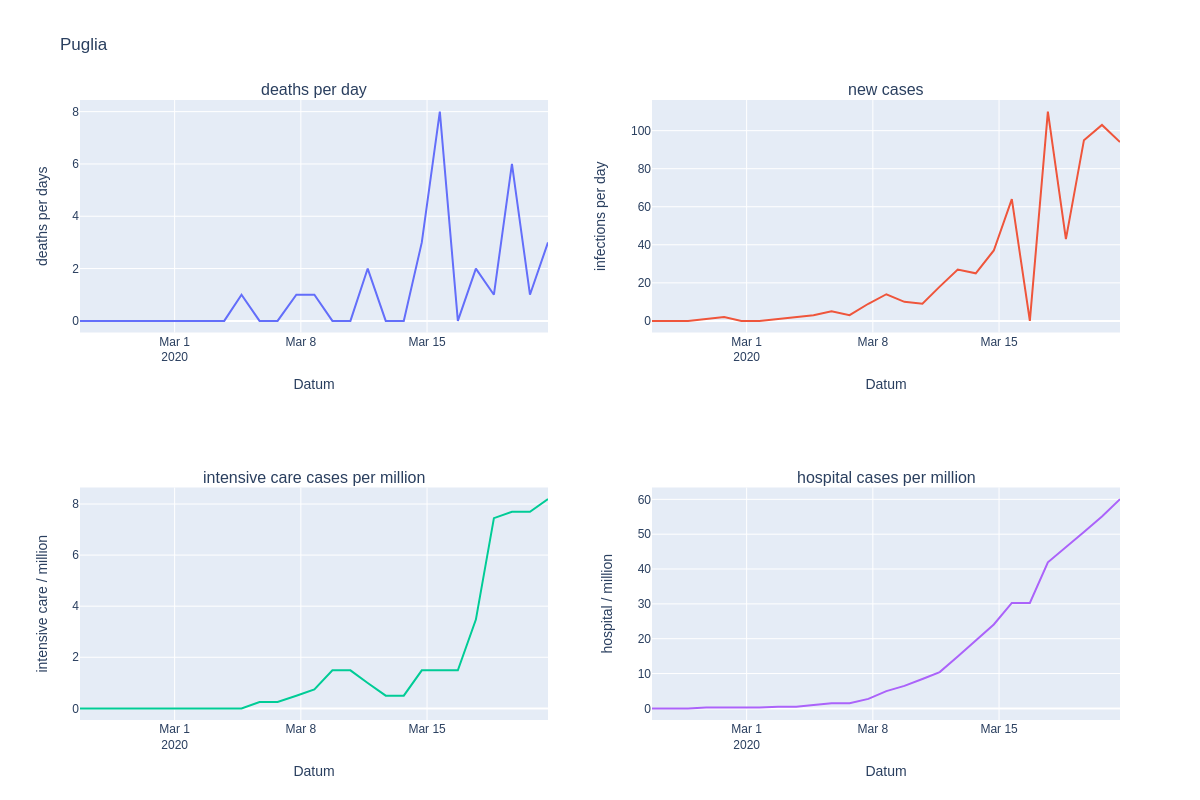 Puglia
deaths per day
8
6
4
2
0
deaths per days
Mar 1
2020
Mar 8
Mar 15
Datum
new cases
100
80
60
40
20
0
infections per day
Mar 1
2020
Mar 8
Mar 15
Datum
intensive care cases per million
8
6
4
2
0
intensive care / million
Mar 1
2020
Mar 8
Mar 15
Datum
hospital cases per million
60
50
40
30
20
10
0
hospital / million
Mar 1
2020
Mar 8
Mar 15
Datum